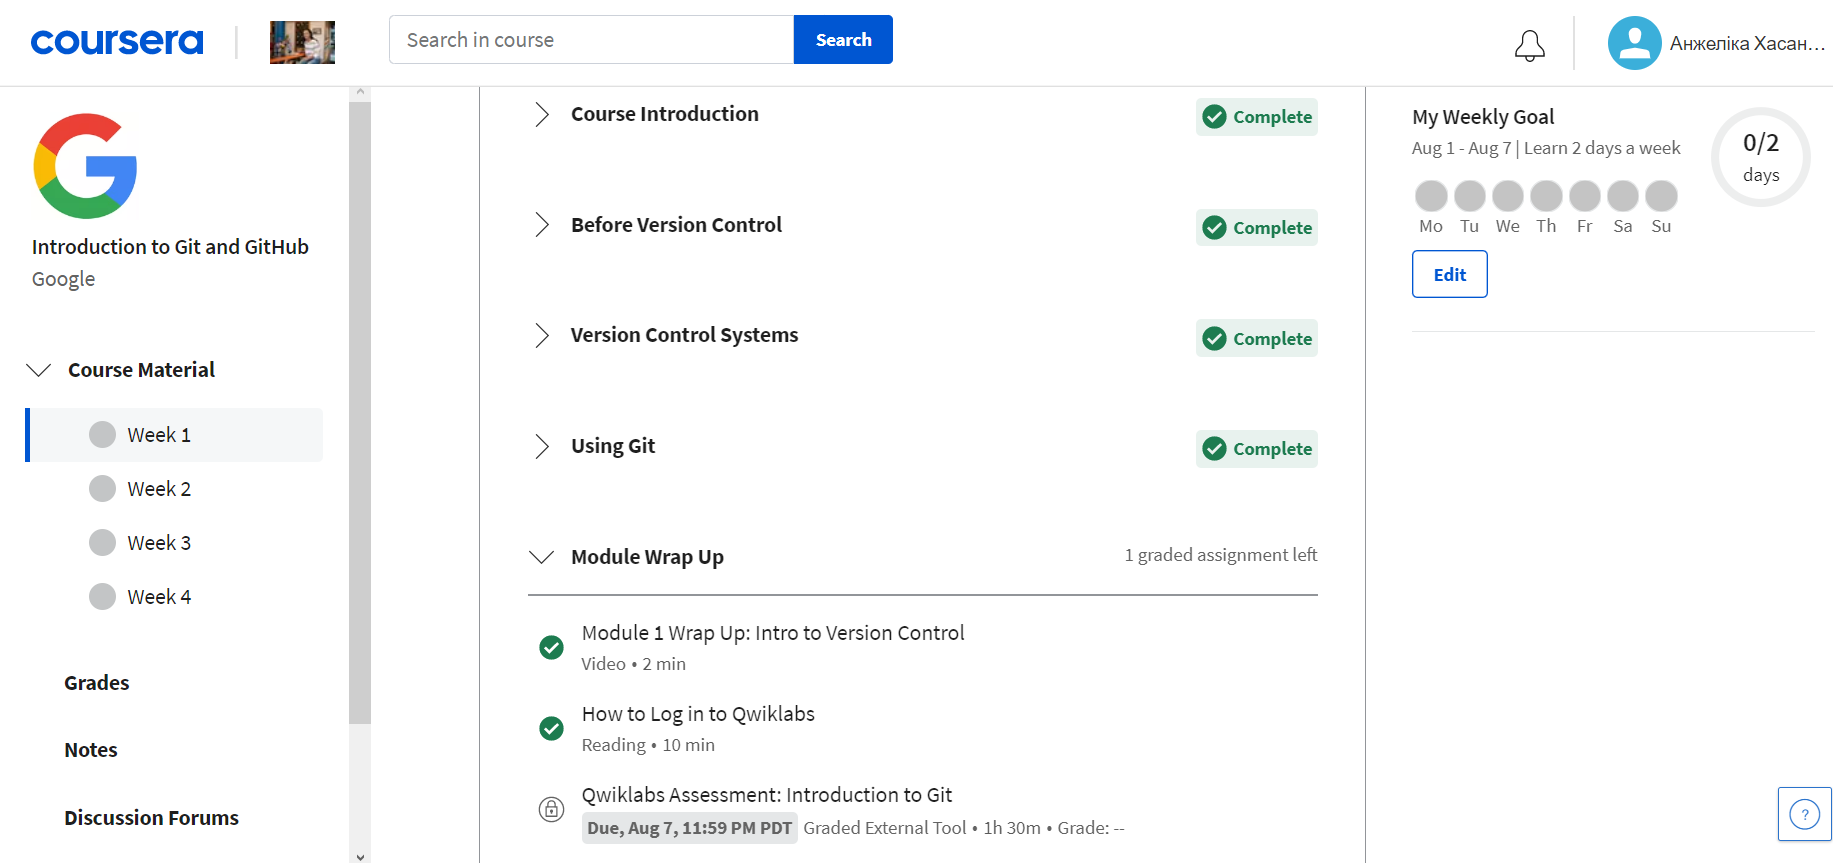 coursera
Search in course
Search
Анжеліка Хасан...
Introduction to Git and GitHub
Google
Course Material
Week 1
Week 2
Week 3
Week 4
Grades
Notes
Discussion Forums
Course Introduction
Complete
Before Version Control
Complete
Version Control Systems
Complete
Using Git
Complete
Module Wrap Up
1 graded assignment left
Module 1 Wrap Up: Intro to Version Control
Video • 2 min
How to Log in to Qwiklabs
Reading • 10 min
Qwiklabs Assessment: Introduction to Git
Due, Aug 7, 11:59 PM PDT Graded External Tool • 1h 30m • Grade: --
My Weekly Goal
Aug 1 - Aug 7 | Learn 2 days a week
0/2
days
Mo Tu We Th Fr Sa Su
Edit
?